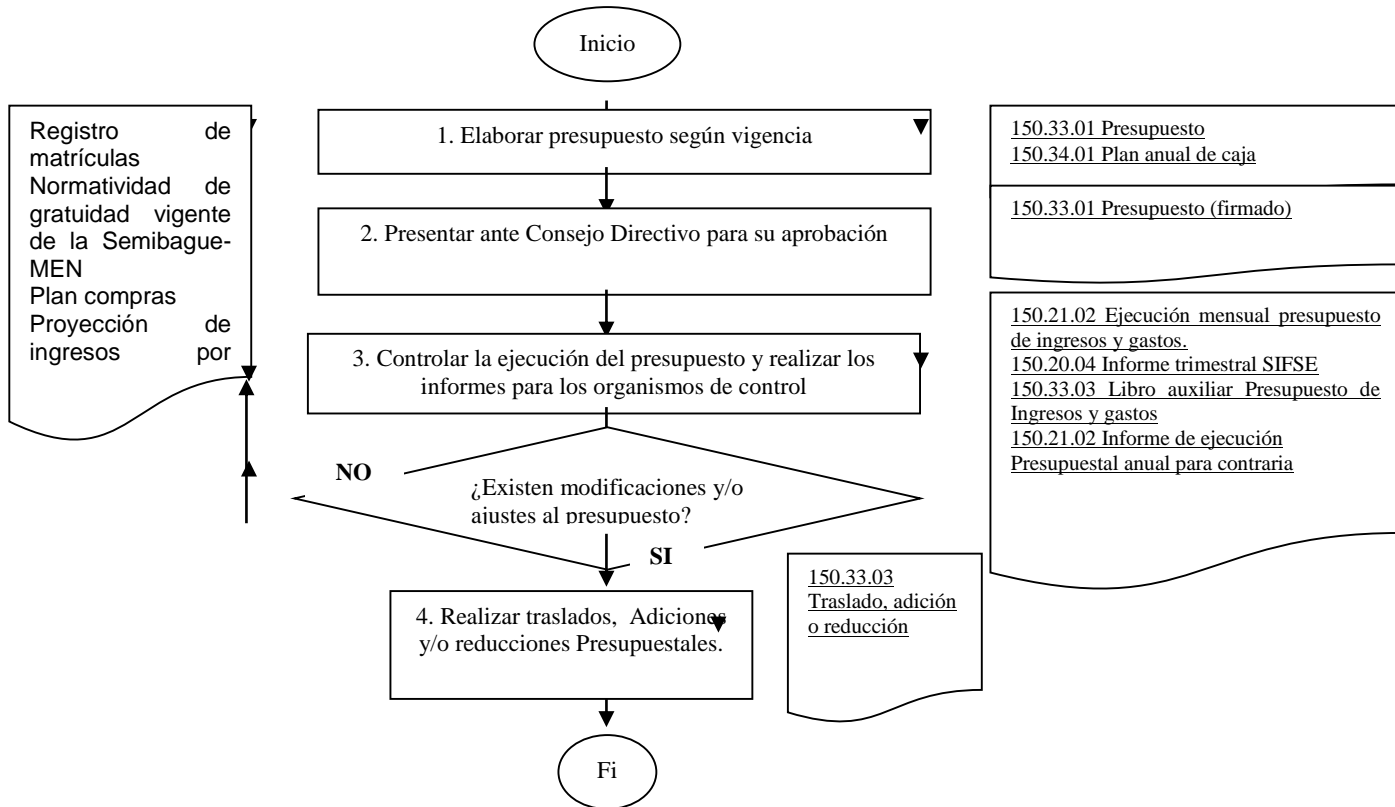 Inicio
Registro de
matrículas
Normatividad de
gratuidad vigente
de la Semibague-
MEN
Plan compras
Proyección de
ingresos por
1. Elaborar presupuesto según vigencia
150.33.01 Presupuesto
150.34.01 Plan anual de caja
2. Presentar ante Consejo Directivo para su aprobación
150.33.01 Presupuesto (firmado)
3. Controlar la ejecución del presupuesto y realizar los
informes para los organismos de control
150.21.02 Ejecución mensual presupuesto
de ingresos y gastos.
150.20.04 Informe trimestral SIFSE
150.33.03 Libro auxiliar Presupuesto de
Ingresos y gastos
150.21.02 Informe de ejecución
Presupuestal anual para contraria
NO
¿Existen modificaciones y/o
ajustes al presupuesto?
SI
4. Realizar traslados, Adiciones
y/o reducciones Presupuestales.
150.33.03
Traslado, adición
o reducción
Fi